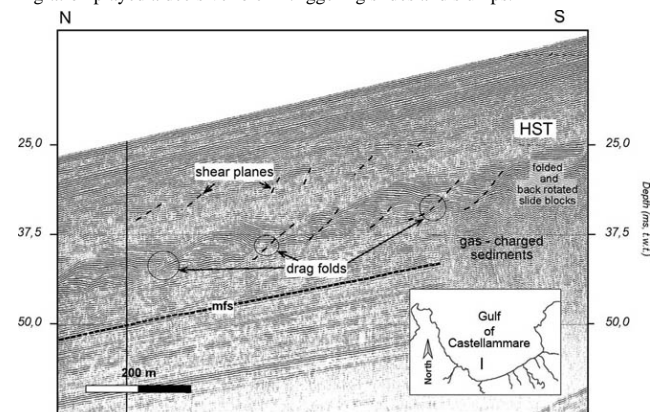 N
S
HST
25,0
25,0
shear planes
folded
and
back rotated
slide blocks
Depth (ms. t.w.t.)
37,5
37,5
gas - charged
sediments
drag folds
mfs
50,0
50,0
Gulf
of
Castellammare
North
200 m